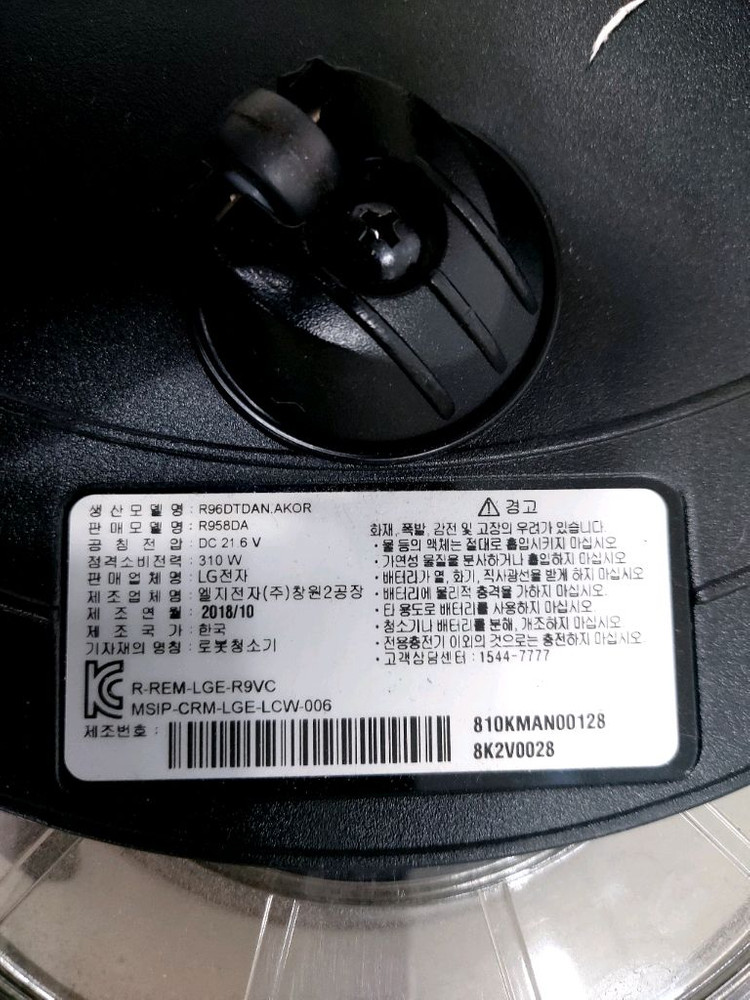 생산모델명 : R96DTDAN.AKOR
판매모델명 : R958DA
공칭전압 : DC 21.6 V
정격소비전력 : 310 W
판매업체명 : LG전자
제조업체명 : 엘지전자(주)창원2공장
제조연월 : 2018/10
제조국가 : 한국
기자재의 명칭 : 로봇청소기
R-REM-LGE-R9VC
MSIP-CRM-LGE-LCW-006
제조번호 :
810KMAN00128
8K2V0028
⚠ 경고
화재, 폭발, 감전 및 고장의 우려가 있습니다.
· 물 등의 액체는 절대로 흡입시키지 마십시오
· 가연성 물질을 분사하거나 흡입하지 마십시오
· 배터리가 열, 화기, 직사광선을 받게 하지 마십시오
· 배터리에 물리적 충격을 가하지 마십시오.
· 타 용도로 배터리를 사용하지 마십시오
· 청소기나 배터리를 분해, 개조하지 마십시오
· 전용충전기 이외의 것으로는 충전하지 마십시오
· 고객상담센터 : 1544-7777